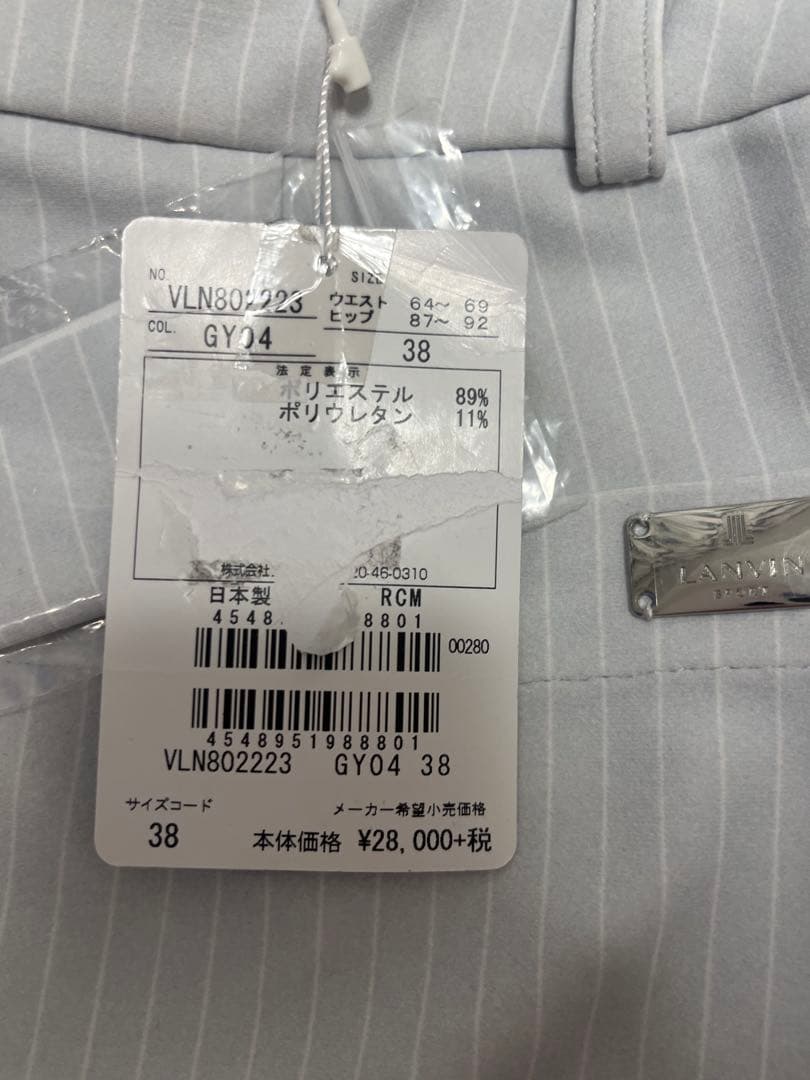 NO.
VLN802223
COL.
GY04
SIZE
ウエスト 64～ 69
ヒップ 87～ 92
38
法定表示
ポリエステル 89%
ポリウレタン 11%
株式会社 20-46-0310
日本製 RCM
4548 8801
00280
4548951988801
VLN802223 GY04 38
サイズコード
38
メーカー希望小売価格
本体価格 ¥28,000+税
LANVIN
SPORT